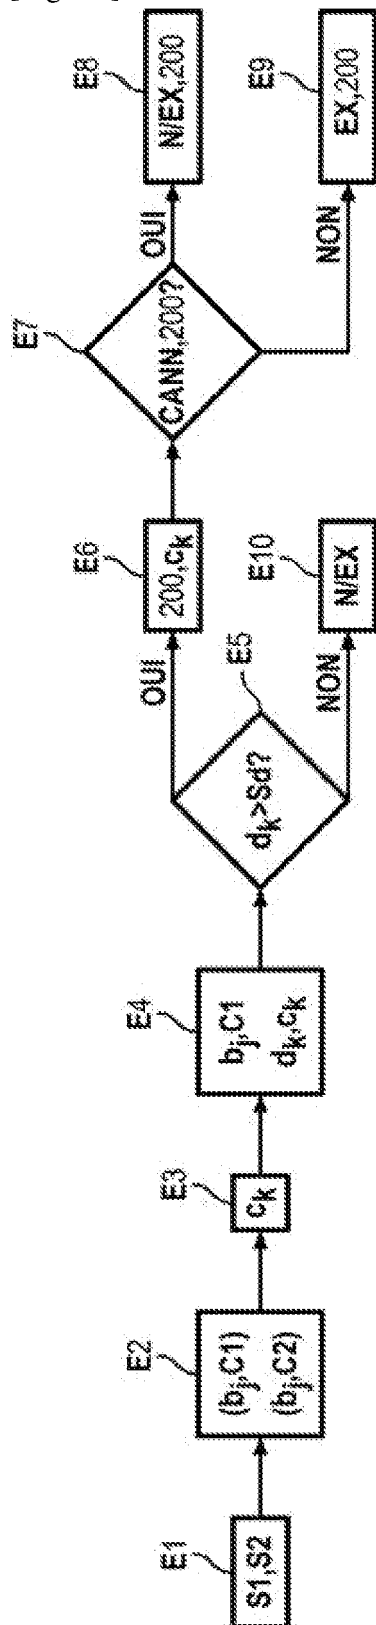 E1
S1,S2
E2
(bj,C1)
(bj,C2)
E3
ck
E4
bj,C1
dk,ck
E5
dk>Sd?
OUI
NON
E6
200,ck
E10
N/EX
E7
CANN,200?
OUI
NON
E8
N/EX,200
E9
EX,200